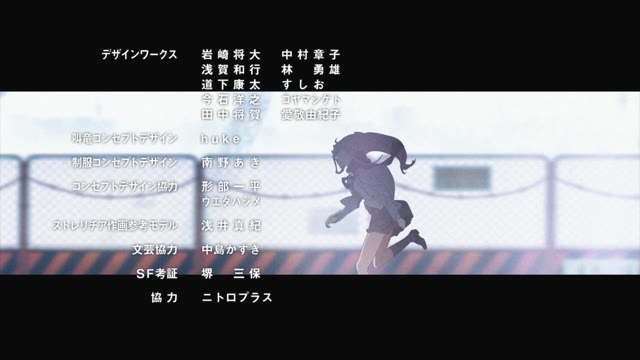 デザインワークス 岩崎将大 中村章子
浅賀和行 林 勇雄
道下康太 すしお
今石洋之 コヤマシゲト
田中将賀 愛敬由紀子
叫竜コンセプトデザイン huke
制服コンセプトデザイン 南野あき
コンセプトデザイン協力 形部一平
ウエダハジメ
ストレリチア作画参考モデル 浅井真紀
文芸協力 中島かずき
SF考証 堺 三保
協力 ニトロプラス